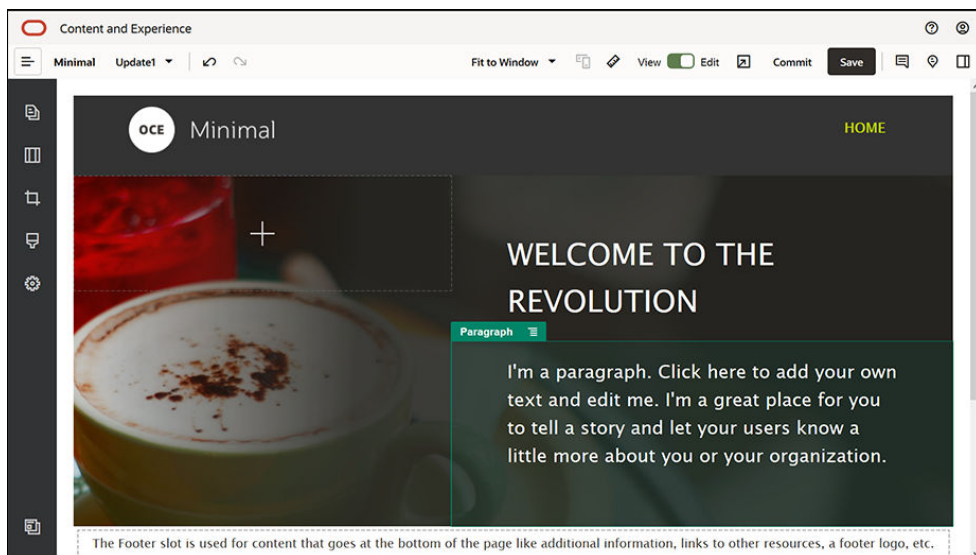 Content and Experience
Minimal Update1 Fit to Window View Edit Commit Save
OCE Minimal HOME
WELCOME TO THE
REVOLUTION
Paragraph
I'm a paragraph. Click here to add your own
text and edit me. I'm a great place for you
to tell a story and let your users know a
little more about you or your organization.
The Footer slot is used for content that goes at the bottom of the page like additional information, links to other resources, a footer logo, etc.